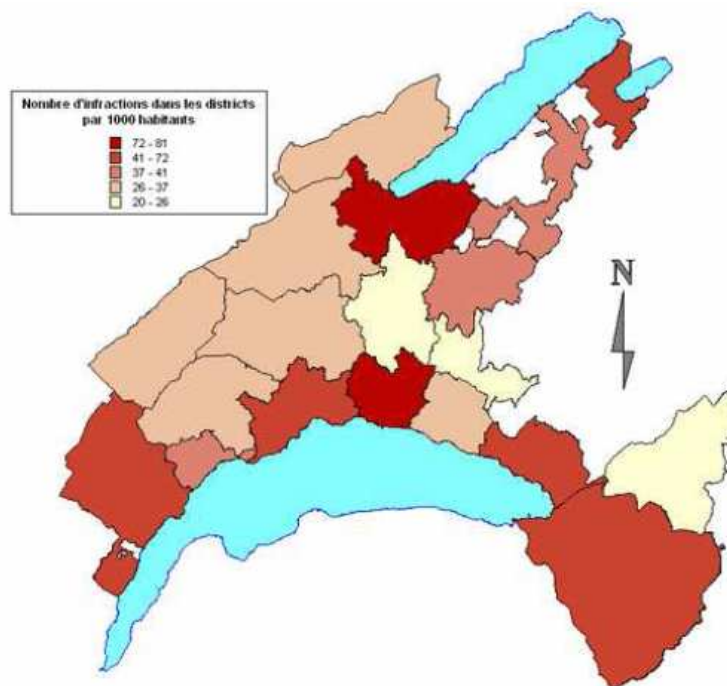 Nombre d'infractions dans les districts
par 1000 habitants
72 - 81
41 - 72
37 - 41
26 - 37
20 - 26
N